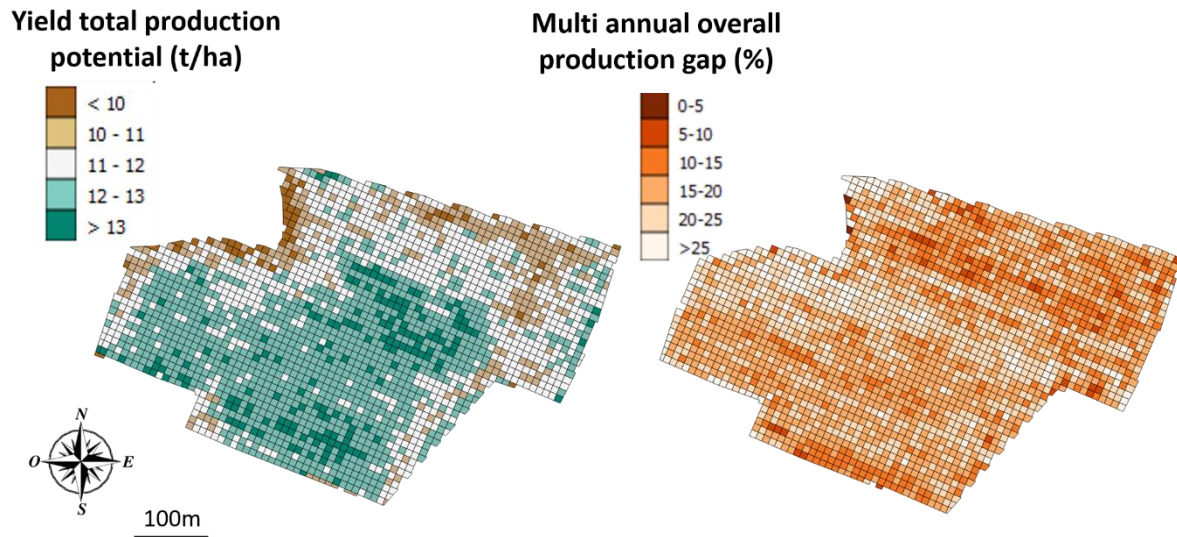 Yield total production
potential (t/ha)
< 10
10 - 11
11 - 12
12 - 13
> 13
Multi annual overall
production gap (%)
0-5
5-10
10-15
15-20
20-25
>25
N
O
E
S
100m